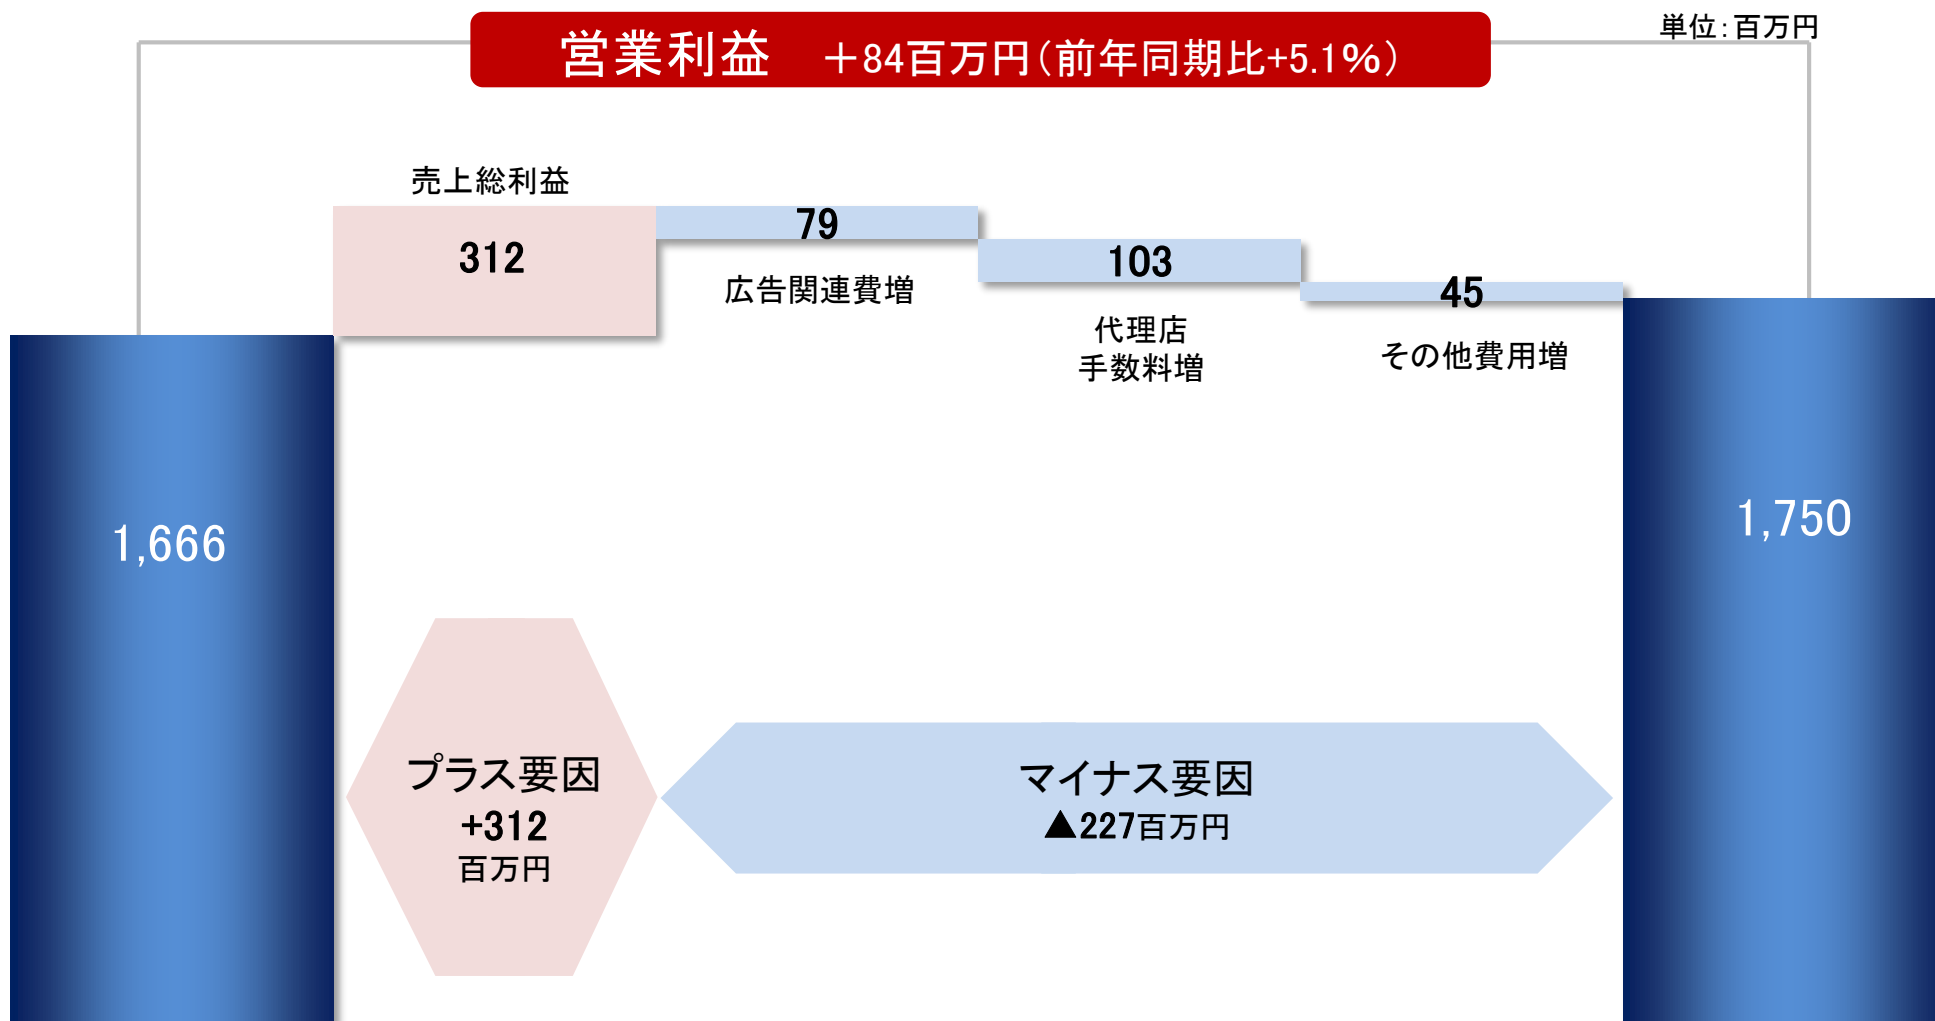 単位：百万円
営業利益　＋84百万円（前年同期比+5.1％）
売上総利益
312
79
広告関連費増
103
代理店
手数料増
45
その他費用増
1,666
1,750
プラス要因
+312
百万円
マイナス要因
▲227百万円